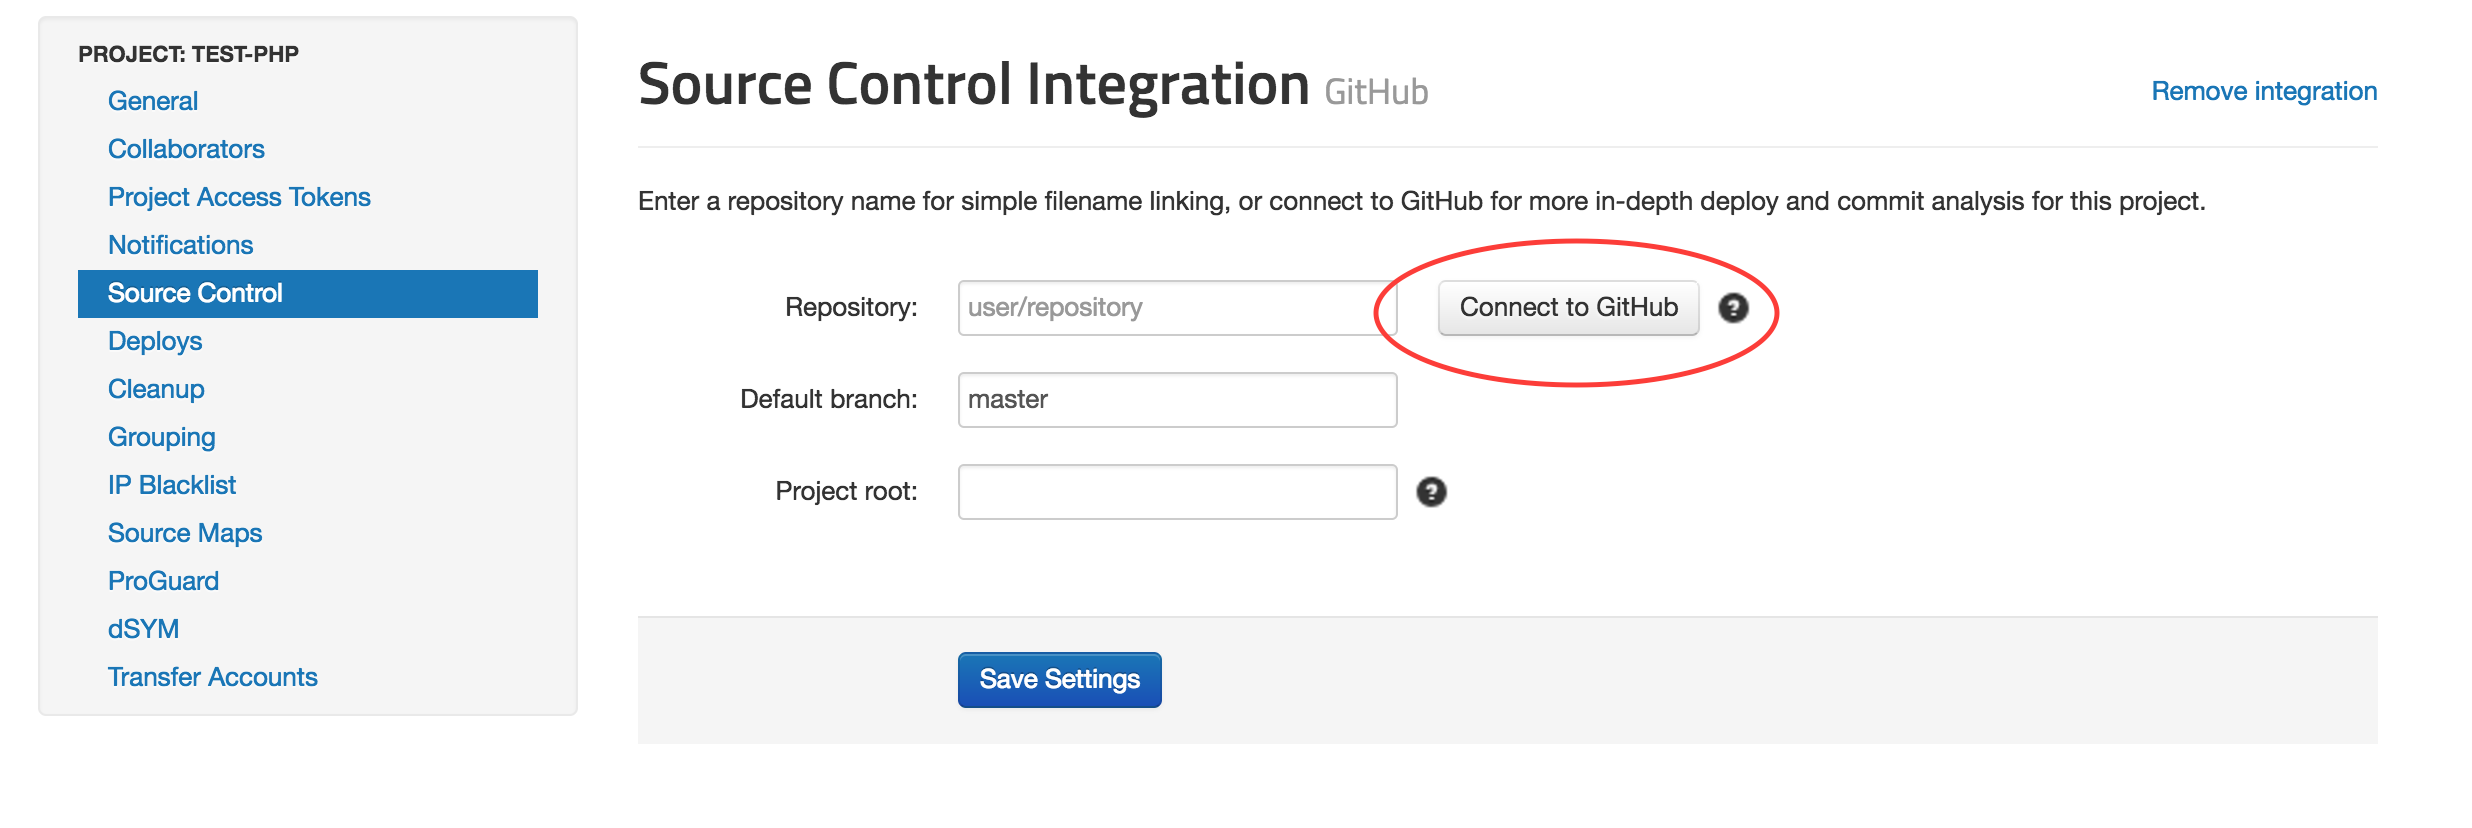 PROJECT: TEST-PHP
General
Collaborators
Project Access Tokens
Notifications
Source Control
Deploys
Cleanup
Grouping
IP Blacklist
Source Maps
ProGuard
dSYM
Transfer Accounts
Source Control Integration GitHub
Remove integration
Enter a repository name for simple filename linking, or connect to GitHub for more in-depth deploy and commit analysis for this project.
Repository: user/repository Connect to GitHub ?
Default branch: master
Project root: ?
Save Settings